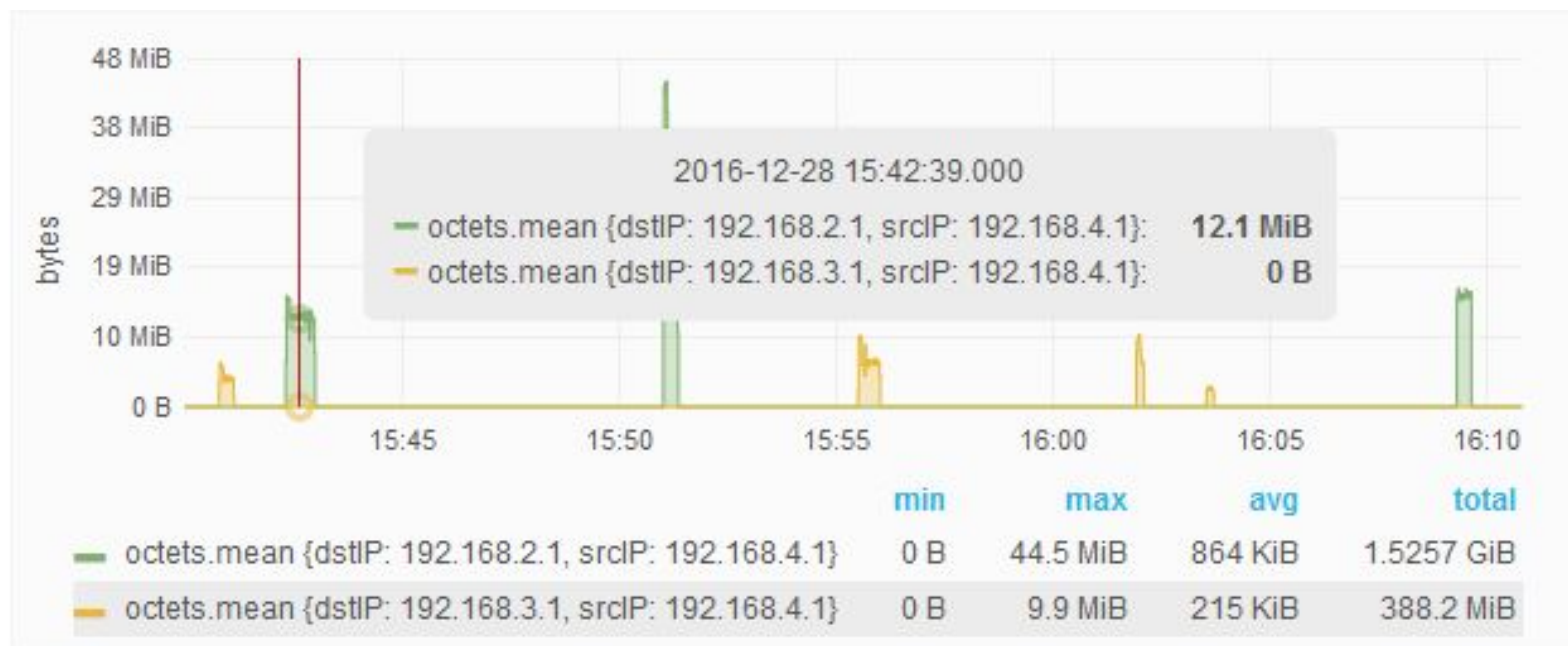 48 MiB
38 MiB
29 MiB
19 MiB
10 MiB
0 B
bytes
2016-12-28 15:42:39.000
octets.mean {dstIP: 192.168.2.1, srcIP: 192.168.4.1}: 12.1 MiB
octets.mean {dstIP: 192.168.3.1, srcIP: 192.168.4.1}: 0 B
15:45 15:50 15:55 16:00 16:05 16:10
min max avg total
octets.mean {dstIP: 192.168.2.1, srcIP: 192.168.4.1} 0 B 44.5 MiB 864 KiB 1.5257 GiB
octets.mean {dstIP: 192.168.3.1, srcIP: 192.168.4.1} 0 B 9.9 MiB 215 KiB 388.2 MiB